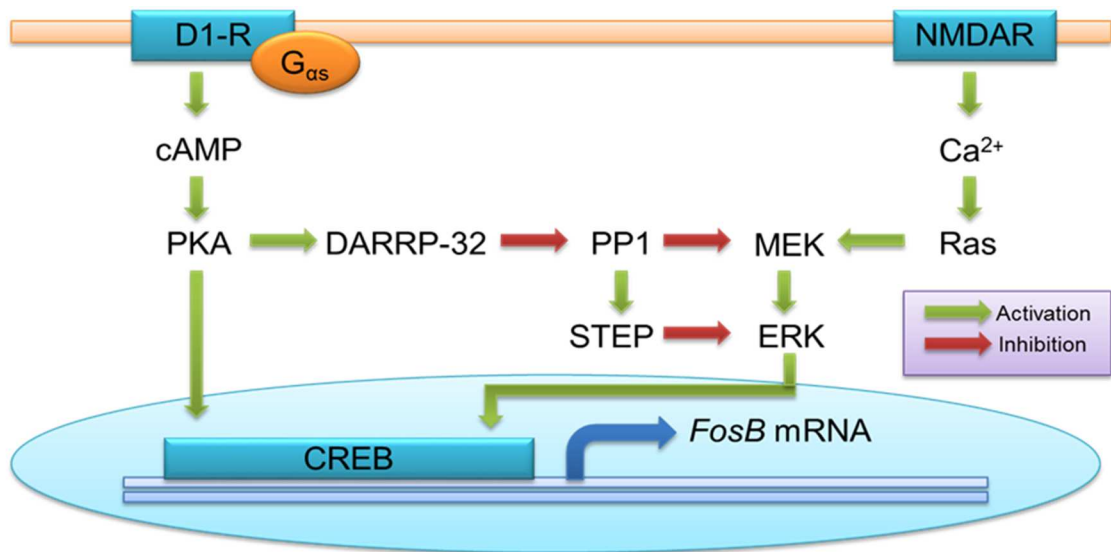 D1-R
Gαs
NMDAR
cAMP
Ca²⁺
PKA
DARRP-32
PP1
MEK
Ras
STEP
ERK
Activation
Inhibition
FosB mRNA
CREB